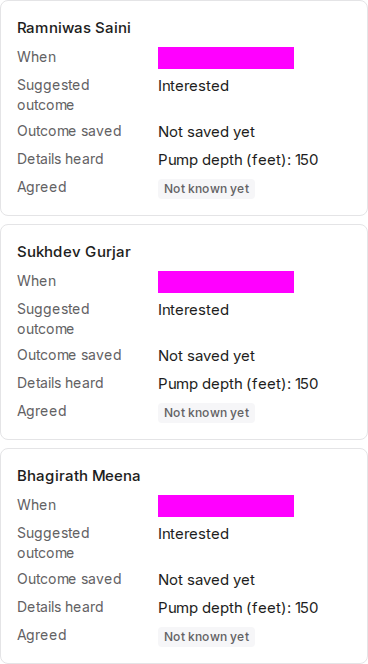 Ramniwas Saini
When
Suggested outcome Interested
Outcome saved Not saved yet
Details heard Pump depth (feet): 150
Agreed Not known yet
Sukhdev Gurjar
When
Suggested outcome Interested
Outcome saved Not saved yet
Details heard Pump depth (feet): 150
Agreed Not known yet
Bhagirath Meena
When
Suggested outcome Interested
Outcome saved Not saved yet
Details heard Pump depth (feet): 150
Agreed Not known yet